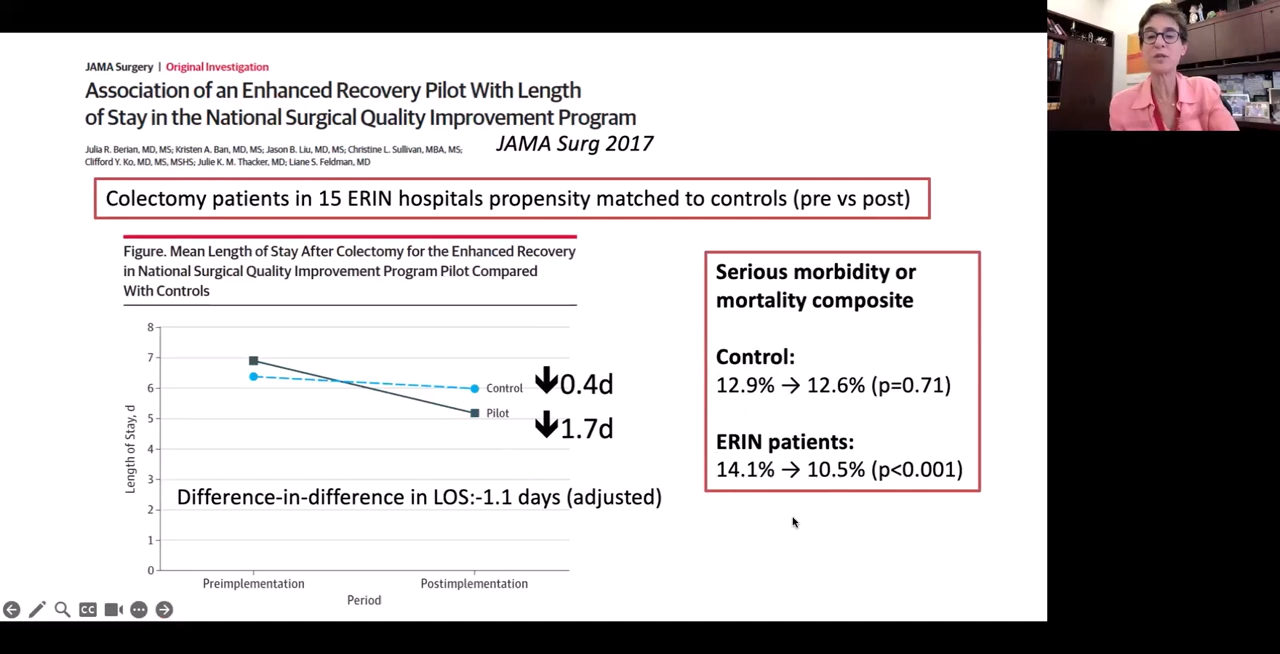 JAMA Surgery | Original Investigation
Association of an Enhanced Recovery Pilot With Length
of Stay in the National Surgical Quality Improvement Program
JAMA Surg 2017
Julia R. Berian, MD, MS; Kristen A. Ban, MD, MS; Jason B. Liu, MD, MS; Christine L. Sullivan, MBA, MS;
Clifford Y. Ko, MD, MS, MSHS; Julie K. M. Thacker, MD; Liane S. Feldman, MD
Colectomy patients in 15 ERIN hospitals propensity matched to controls (pre vs post)
Figure. Mean Length of Stay After Colectomy for the Enhanced Recovery
in National Surgical Quality Improvement Program Pilot Compared
With Controls
8
7
6
5
4
3
2
1
0
Length of Stay, d
Control
0.4d
Pilot
1.7d
Difference-in-difference in LOS:-1.1 days (adjusted)
Preimplementation
Postimplementation
Period
Serious morbidity or
mortality composite
Control:
12.9% → 12.6% (p=0.71)
ERIN patients:
14.1% → 10.5% (p<0.001)
CC